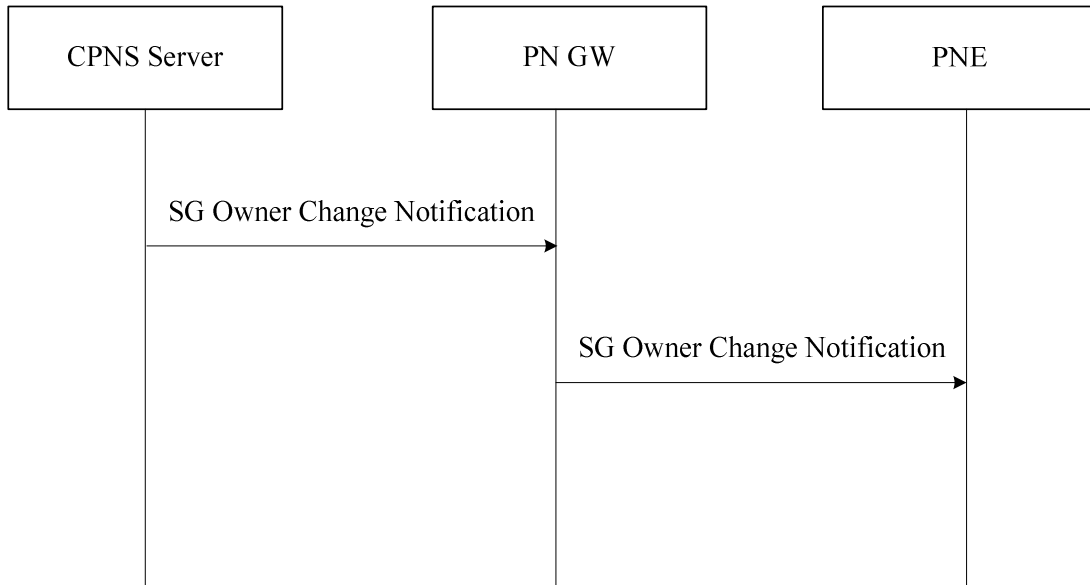 CPNS Server
PN GW
PNE
SG Owner Change Notification
SG Owner Change Notification